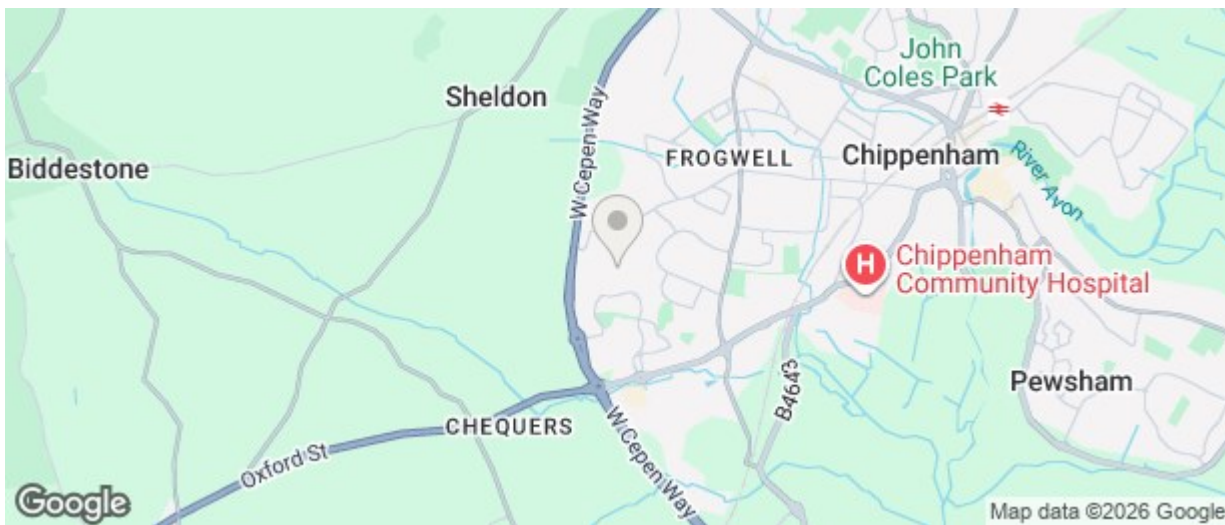 John
Coles Park
Sheldon
W Cepen Way
FROGWELL
Chippenham
Biddestone
River Avon
H
Chippenham
Community Hospital
B4643
Pewsham
CHEQUERS
W Cepen Way
Oxford St
Google
Map data ©2026 Google